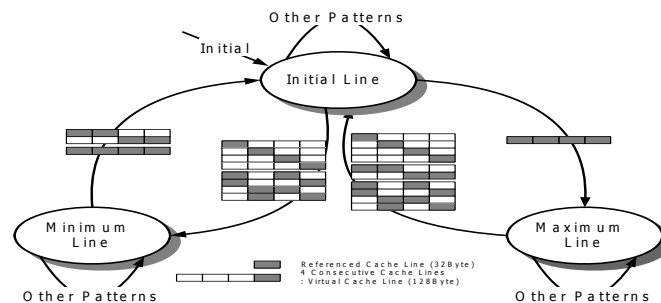 Other Patterns
Initial
Initial Line
Minimum
Line
Maximum
Line
Referenced Cache Line (32Byte)
4 Consecutive Cache Lines
: Virtual Cache Line (128Byte)
Other Patterns
Other Patterns